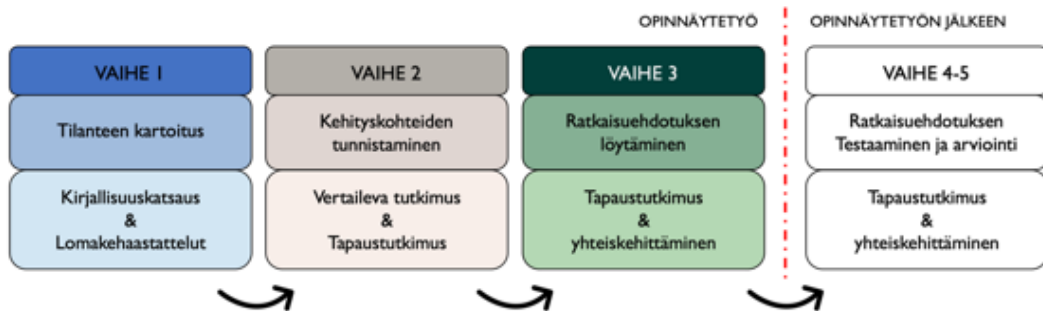 OPINNÄYTETYÖ
OPINNÄYTETYÖN JÄLKEEN
VAIHE 1
Tilanteen kartoitus
Kirjallisuuskatsaus
&
Lomakehaastattelut
VAIHE 2
Kehityskohteiden
tunnistaminen
Vertaileva tutkimus
&
Tapaustutkimus
VAIHE 3
Ratkaisuehdotuksen
löytäminen
Tapaustutkimus
&
yhteiskehittäminen
VAIHE 4-5
Ratkaisuehdotuksen
Testaaminen ja arviointi
Tapaustutkimus
&
yhteiskehittäminen